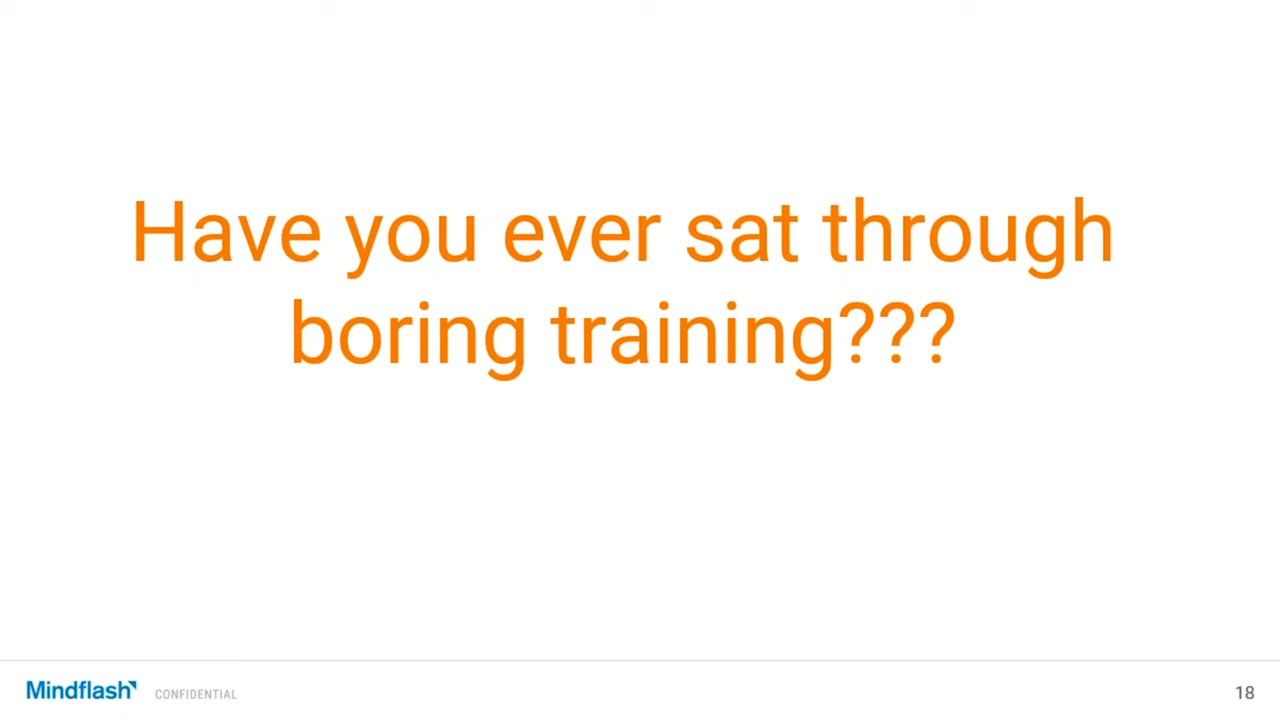 Have you ever sat through
boring training???
Mindflash CONFIDENTIAL 18